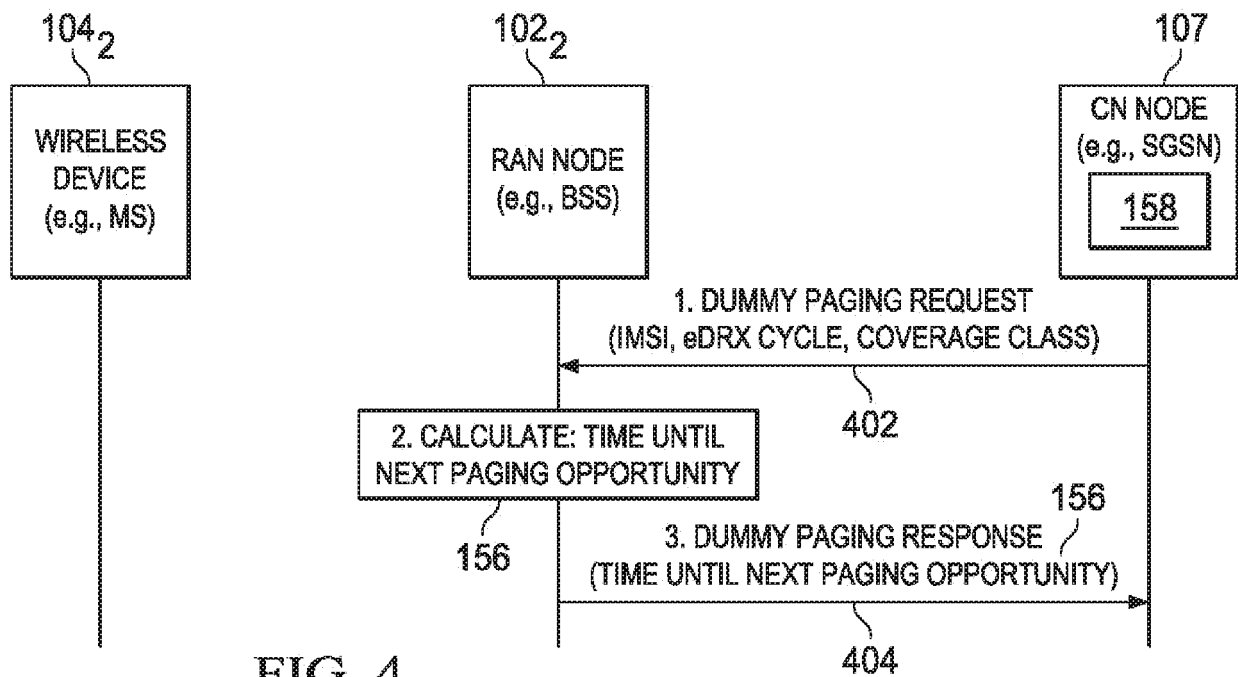 104₂
102₂
107
WIRELESS
DEVICE
(e.g., MS)
RAN NODE
(e.g., BSS)
CN NODE
(e.g., SGSN)
158
1. DUMMY PAGING REQUEST
(IMSI, eDRX CYCLE, COVERAGE CLASS)
402
2. CALCULATE: TIME UNTIL
NEXT PAGING OPPORTUNITY
156
3. DUMMY PAGING RESPONSE
156
(TIME UNTIL NEXT PAGING OPPORTUNITY)
404
FIG. 4